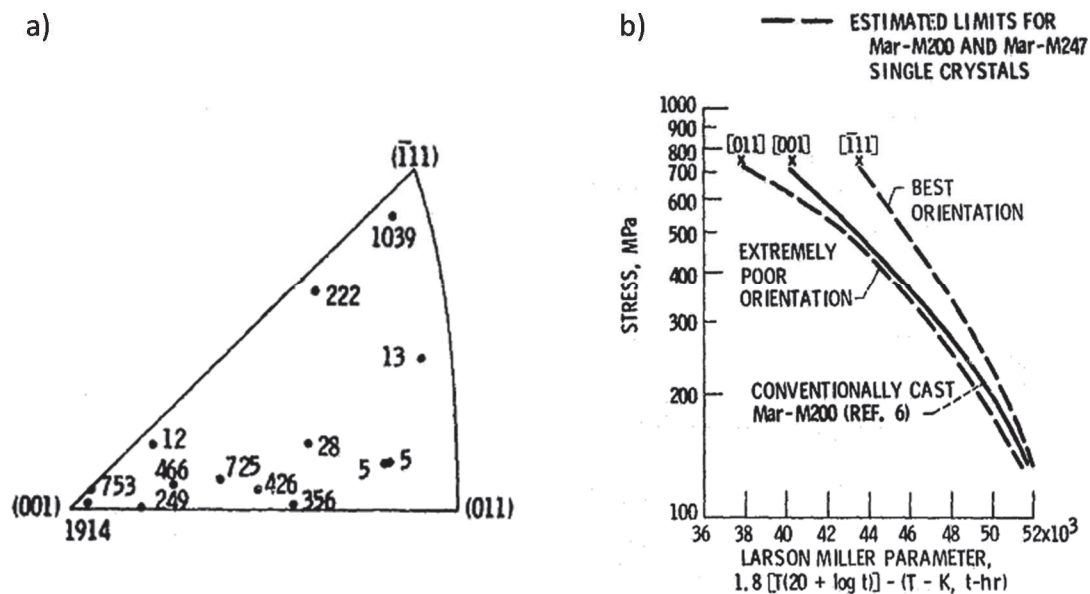 a)
(1̄11)
1039
222
13
12
28
5
5
466
725
426
753
249
356
(001)
(011)
1914
b)
ESTIMATED LIMITS FOR
Mar-M200 AND Mar-M247
SINGLE CRYSTALS
1000
900
800
700
600
500
400
300
200
100
[011]
[001]
[1̄11]
BEST
ORIENTATION
EXTREMELY
POOR
ORIENTATION
CONVENTIONALLY CAST
Mar-M200 (REF. 6)
STRESS, MPa
36
38
40
42
44
46
48
50
52x10³
LARSON MILLER PARAMETER,
1.8 [T(20 + log t)] - (T - K, t-hr)